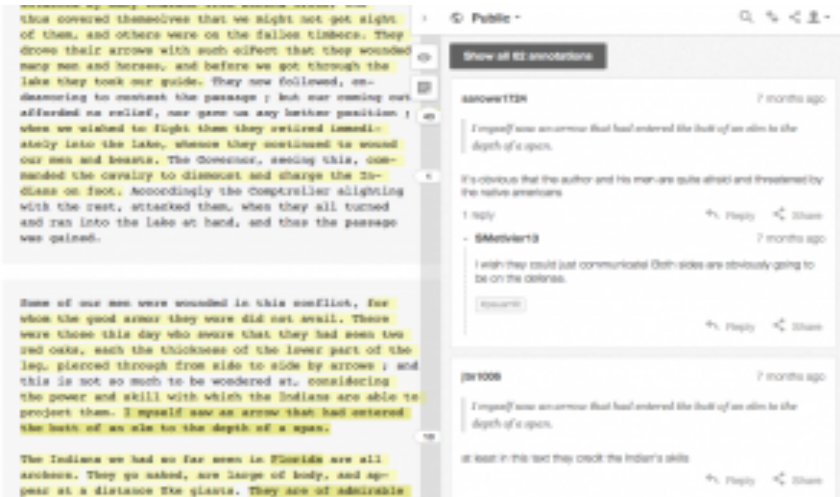 thus covered themselves that we might not get sight
of them, and others were on the fallen timbers. They
drove their arrows with such effect that they wounded
many men and horses, and before we got through the
lake they took our guide. They now followed, en-
deavoring to contest the passage ; but our coming out
afforded no relief, nor gave us any better position ;
when we wished to fight them they retired immedi-
ately into the lake, whence they continued to wound
our men and beasts. The Governor, seeing this, com-
manded the cavalry to dismount and charge the In-
dians on foot. Accordingly the Comptroller alighting
with the rest, attacked them, when they all turned
and ran into the lake at hand, and thus the passage
was gained.
Some of our men were wounded in this conflict, for
whom the good armor they wore did not avail. There
were those this day who swore that they had seen two
red oaks, each the thickness of the lower part of the
leg, pierced through from side to side by arrows ; and
this is not so much to be wondered at, considering
the power and skill with which the Indians are able to
project them. I myself saw an arrow that had entered
the butt of an elm to the depth of a span.
The Indians we had so far seen in Florida are all
archers. They go naked, are large of body, and ap-
pear at a distance like giants. They are of admirable
Public
Show all 62 annotations
7 months ago
I myself saw an arrow that had entered the butt of an elm to the
depth of a span.
It's obvious that the author and his men are quite afraid and threatened by
the native americans
1 reply
Reply Share
SMetivier13
7 months ago
I wish they could just communicate! Both sides are obviously going to
be on the defense.
Reply Share
7 months ago
I myself saw an arrow that had entered the butt of an elm to the
depth of a span.
at least in this text they credit the Indian's skills
Reply Share